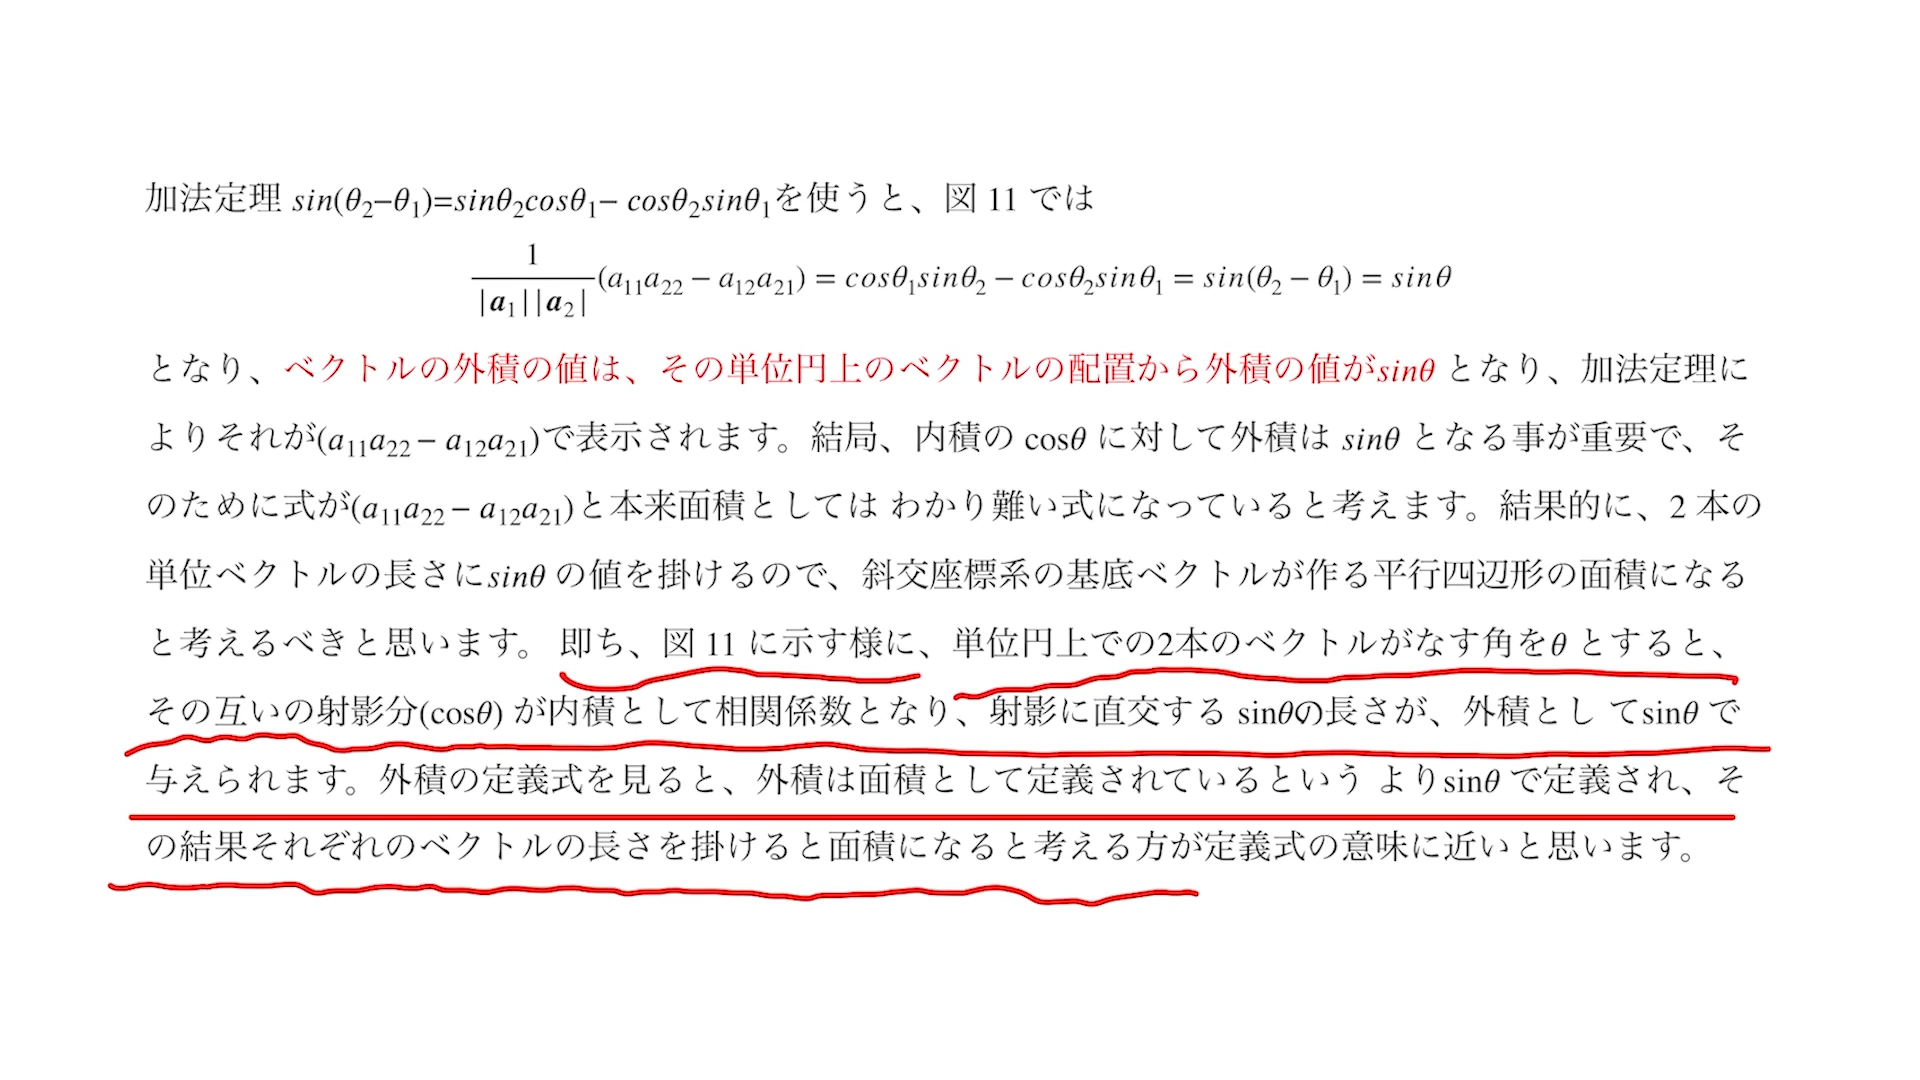 加法定理 sin(θ₂−θ₁)=sinθ₂cosθ₁− cosθ₂sinθ₁を使うと、図 11 では
1/(|a₁||a₂|) (a₁₁a₂₂ − a₁₂a₂₁) = cosθ₁sinθ₂ − cosθ₂sinθ₁ = sin(θ₂ − θ₁) = sinθ
となり、ベクトルの外積の値は、その単位円上のベクトルの配置から外積の値がsinθ となり、加法定理に
よりそれが(a₁₁a₂₂ − a₁₂a₂₁)で表示されます。結局、内積の cosθ に対して外積は sinθ となる事が重要で、そ
のために式が(a₁₁a₂₂ − a₁₂a₂₁)と本来面積としては わかり難い式になっていると考えます。結果的に、2 本の
単位ベクトルの長さにsinθ の値を掛けるので、斜交座標系の基底ベクトルが作る平行四辺形の面積になる
と考えるべきと思います。 即ち、図 11 に示す様に、単位円上での2本のベクトルがなす角をθ とすると、
その互いの射影分(cosθ) が内積として相関係数となり、射影に直交する sinθの長さが、外積とし てsinθ で
与えられます。外積の定義式を見ると、外積は面積として定義されているという よりsinθ で定義され、そ
の結果それぞれのベクトルの長さを掛けると面積になると考える方が定義式の意味に近いと思います。